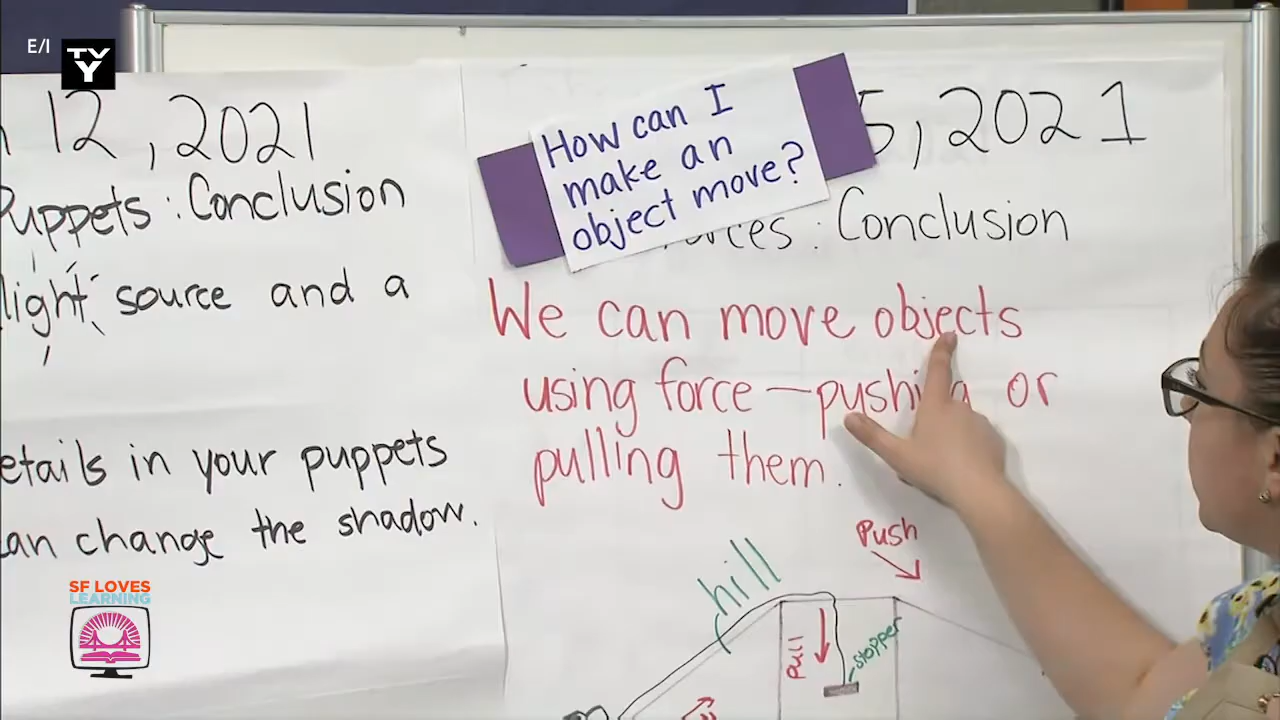 E/I
TV
Y
12, 2021
Puppets: Conclusion
light source and a
etails in your puppets
can change the shadow.
SF LOVES
LEARNING
How can I
make an
object move?
5, 2021
: Conclusion
We can move objects
using force — pushing or
pulling them.
Push
hill
pull
stopper